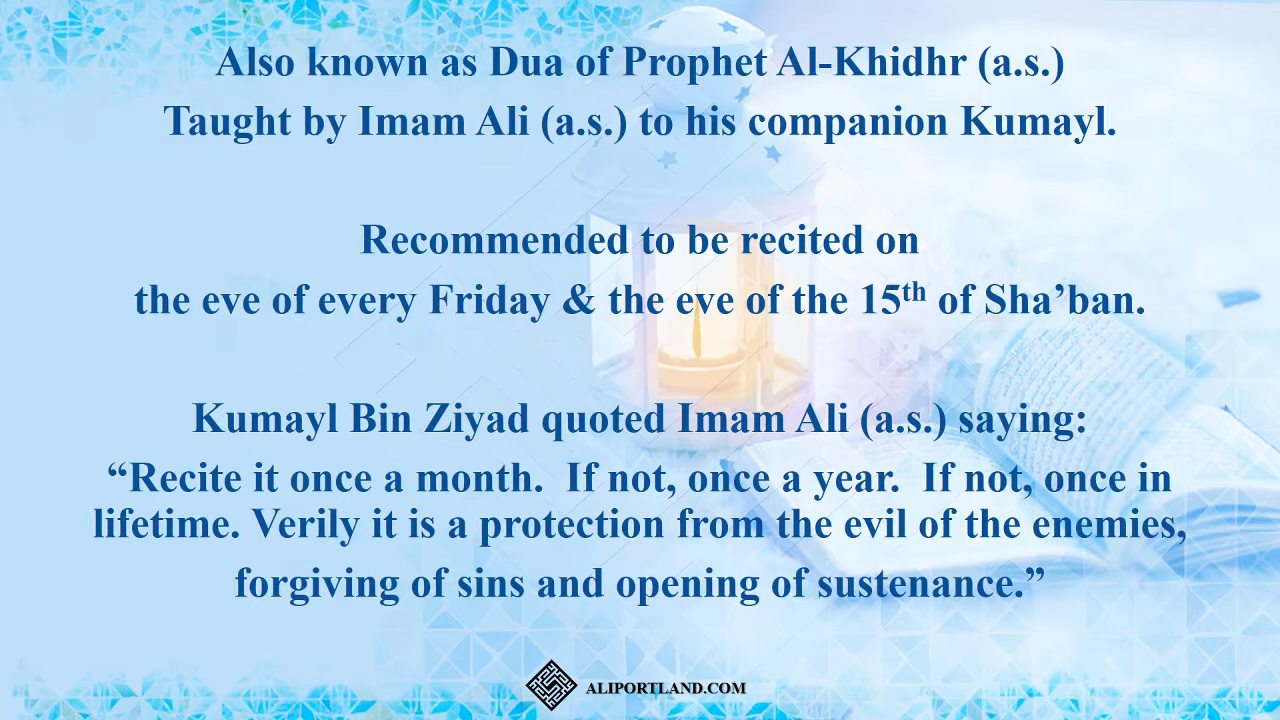 Also known as Dua of Prophet Al-Khidhr (a.s.)
Taught by Imam Ali (a.s.) to his companion Kumayl.
Recommended to be recited on
the eve of every Friday & the eve of the 15th of Sha’ban.
Kumayl Bin Ziyad quoted Imam Ali (a.s.) saying:
“Recite it once a month.  If not, once a year.  If not, once in
lifetime. Verily it is a protection from the evil of the enemies,
forgiving of sins and opening of sustenance.”
ALIPORTLAND.COM